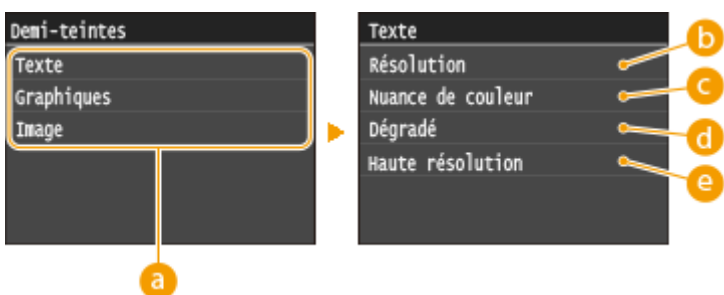 Demi-teintes
Texte
Graphiques
Image
a
Texte
Résolution
b
Nuance de couleur
c
Dégradé
d
Haute résolution
e